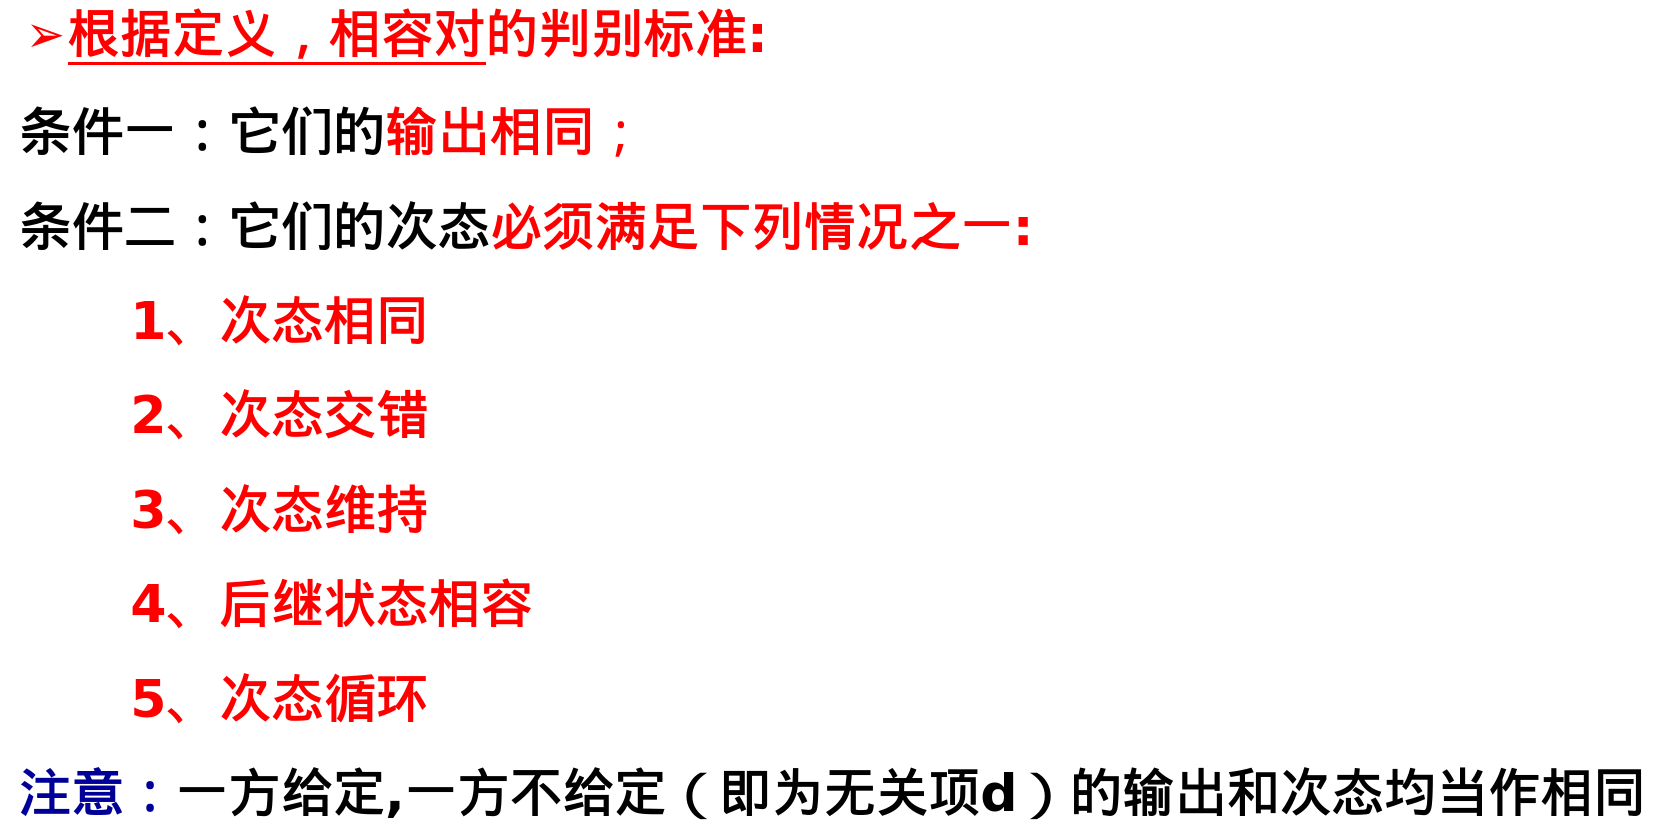 ➢根据定义，相容对的判别标准:
条件一：它们的输出相同；
条件二：它们的次态必须满足下列情况之一:
1、次态相同
2、次态交错
3、次态维持
4、后继状态相容
5、次态循环
注意：一方给定,一方不给定（即为无关项d）的输出和次态均当作相同